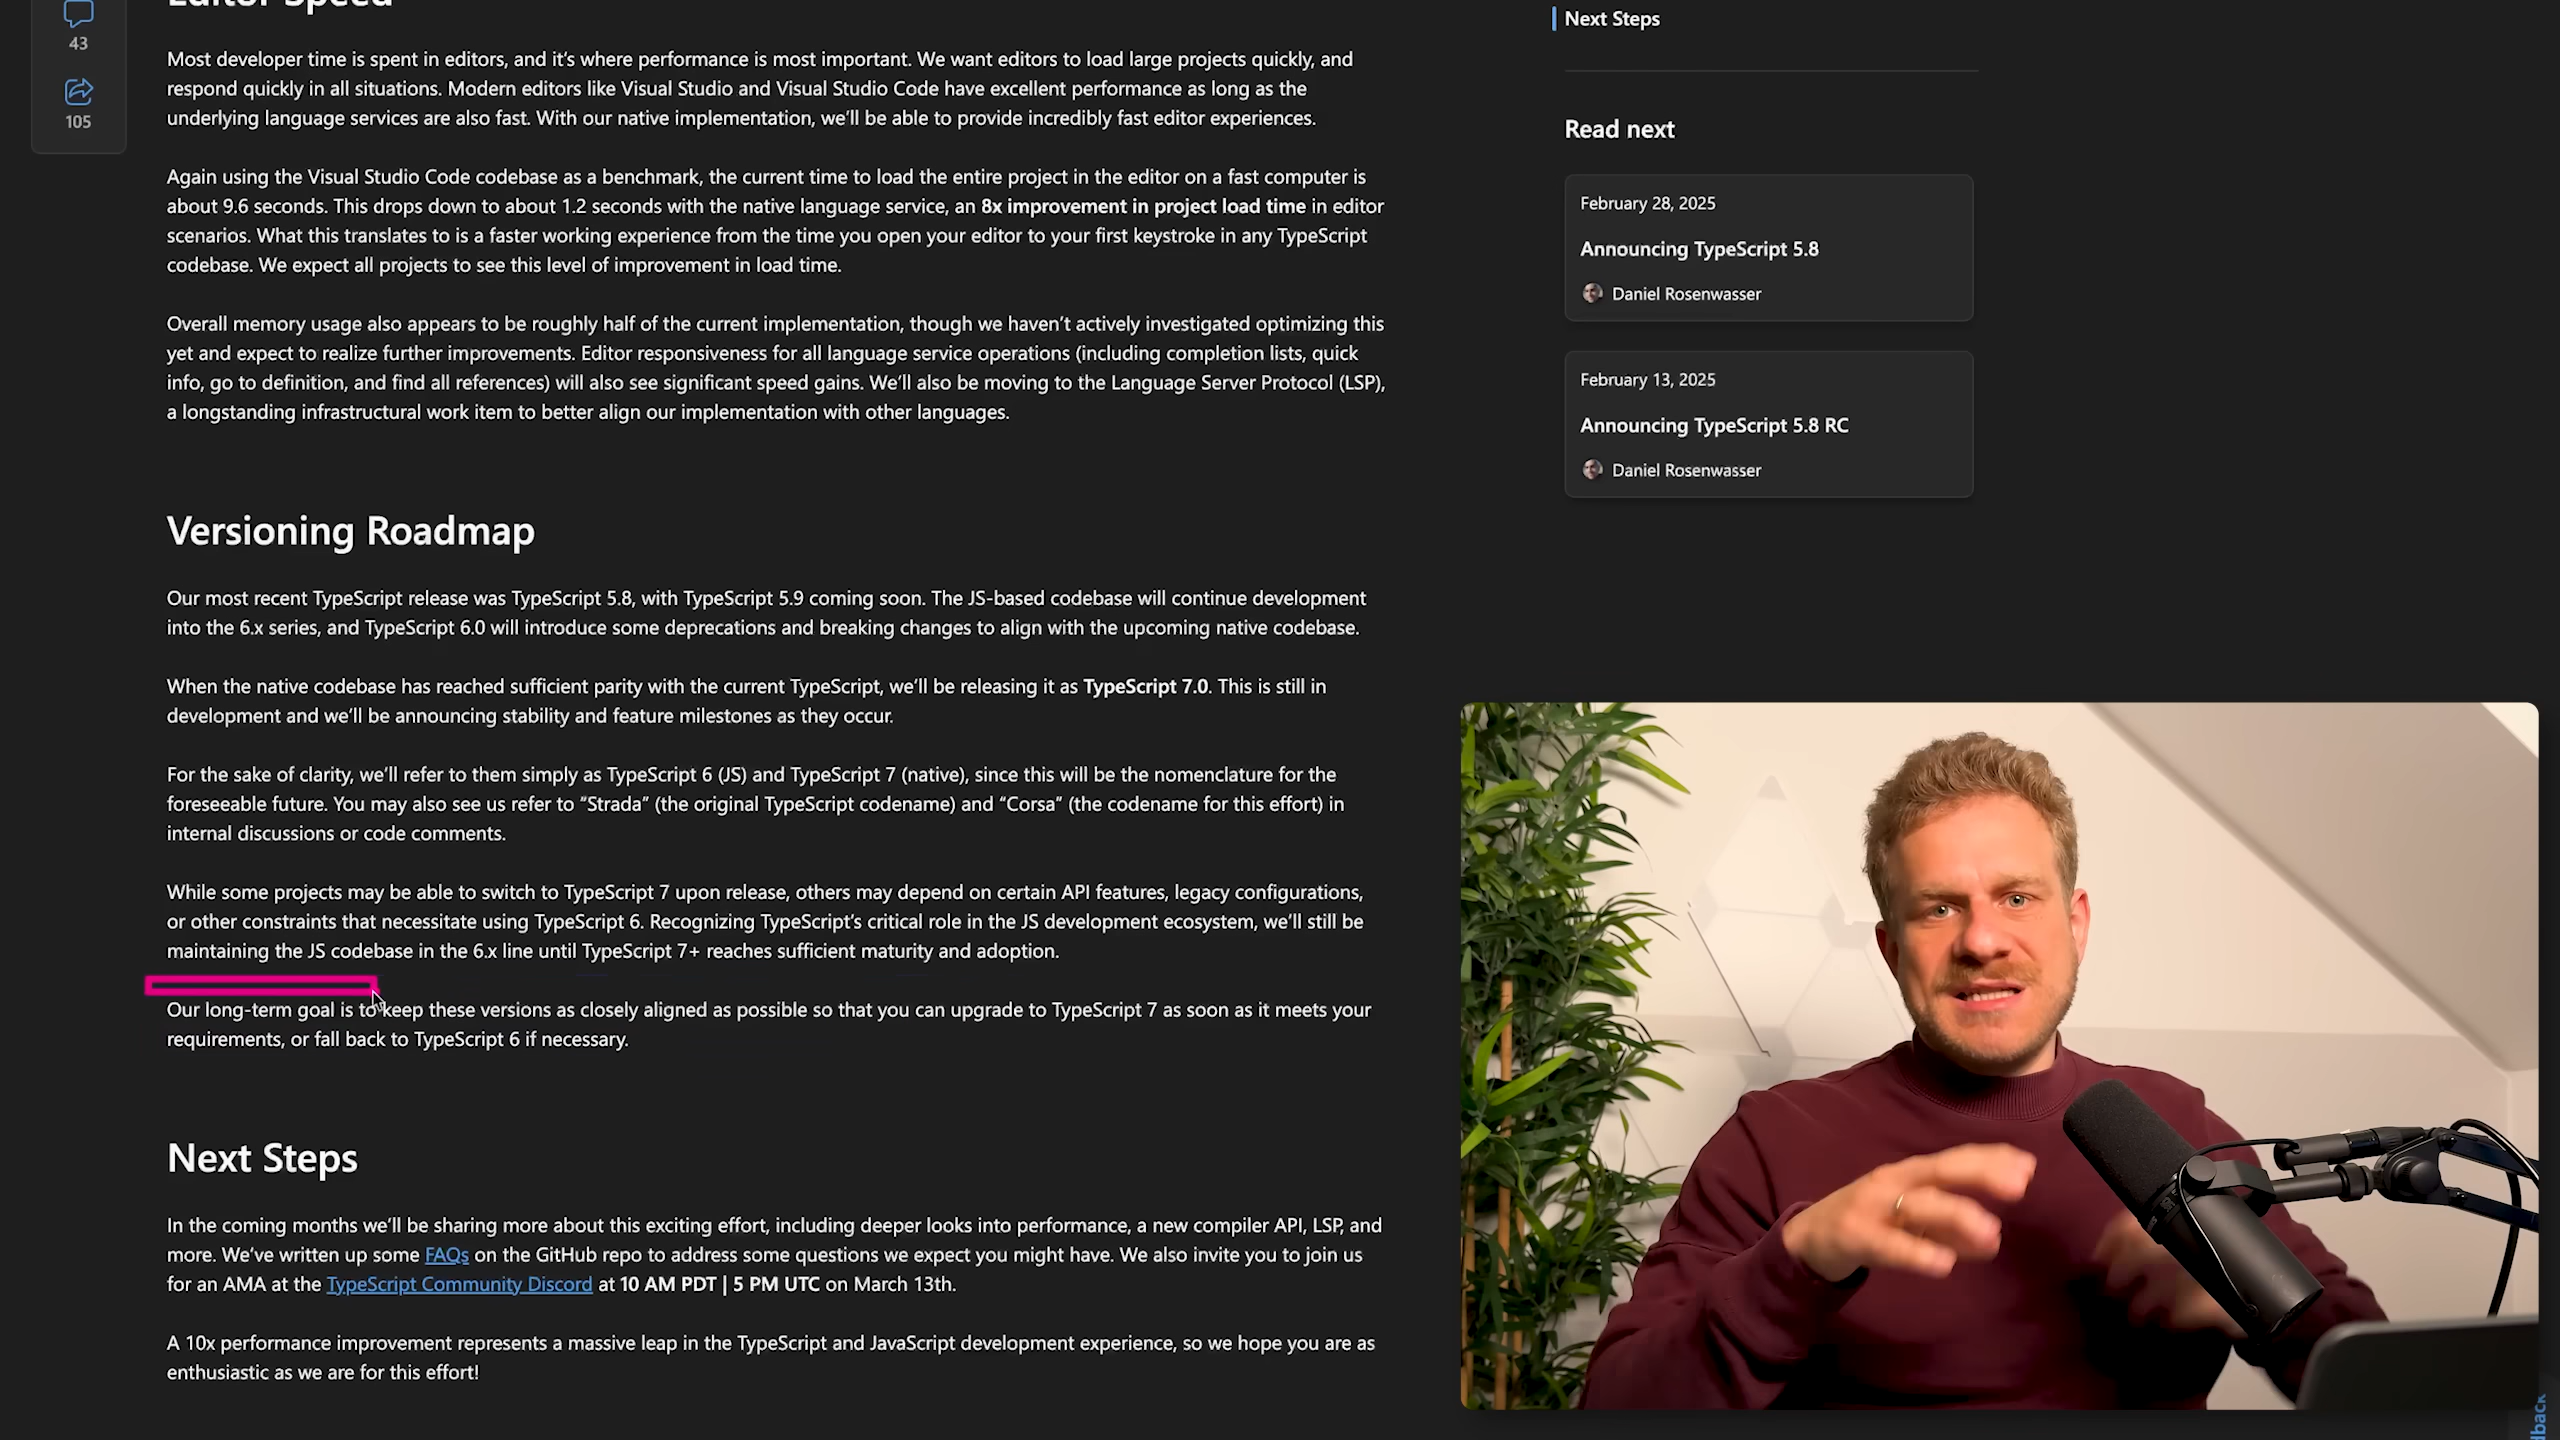 Editor Speed
43
105
Most developer time is spent in editors, and it's where performance is most important. We want editors to load large projects quickly, and
respond quickly in all situations. Modern editors like Visual Studio and Visual Studio Code have excellent performance as long as the
underlying language services are also fast. With our native implementation, we'll be able to provide incredibly fast editor experiences.
Again using the Visual Studio Code codebase as a benchmark, the current time to load the entire project in the editor on a fast computer is
about 9.6 seconds. This drops down to about 1.2 seconds with the native language service, an 8x improvement in project load time in editor
scenarios. What this translates to is a faster working experience from the time you open your editor to your first keystroke in any TypeScript
codebase. We expect all projects to see this level of improvement in load time.
Overall memory usage also appears to be roughly half of the current implementation, though we haven't actively investigated optimizing this
yet and expect to realize further improvements. Editor responsiveness for all language service operations (including completion lists, quick
info, go to definition, and find all references) will also see significant speed gains. We'll also be moving to the Language Server Protocol (LSP),
a longstanding infrastructural work item to better align our implementation with other languages.
Versioning Roadmap
Our most recent TypeScript release was TypeScript 5.8, with TypeScript 5.9 coming soon. The JS-based codebase will continue development
into the 6.x series, and TypeScript 6.0 will introduce some deprecations and breaking changes to align with the upcoming native codebase.
When the native codebase has reached sufficient parity with the current TypeScript, we'll be releasing it as TypeScript 7.0. This is still in
development and we'll be announcing stability and feature milestones as they occur.
For the sake of clarity, we'll refer to them simply as TypeScript 6 (JS) and TypeScript 7 (native), since this will be the nomenclature for the
foreseeable future. You may also see us refer to "Strada" (the original TypeScript codename) and "Corsa" (the codename for this effort) in
internal discussions or code comments.
While some projects may be able to switch to TypeScript 7 upon release, others may depend on certain API features, legacy configurations,
or other constraints that necessitate using TypeScript 6. Recognizing TypeScript's critical role in the JS development ecosystem, we'll still be
maintaining the JS codebase in the 6.x line until TypeScript 7+ reaches sufficient maturity and adoption.
Our long-term goal is to keep these versions as closely aligned as possible so that you can upgrade to TypeScript 7 as soon as it meets your
requirements, or fall back to TypeScript 6 if necessary.
Next Steps
In the coming months we'll be sharing more about this exciting effort, including deeper looks into performance, a new compiler API, LSP, and
more. We've written up some FAQs on the GitHub repo to address some questions we expect you might have. We also invite you to join us
for an AMA at the TypeScript Community Discord at 10 AM PDT | 5 PM UTC on March 13th.
A 10x performance improvement represents a massive leap in the TypeScript and JavaScript development experience, so we hope you are as
enthusiastic as we are for this effort!
Next Steps
Read next
February 28, 2025
Announcing TypeScript 5.8
Daniel Rosenwasser
February 13, 2025
Announcing TypeScript 5.8 RC
Daniel Rosenwasser